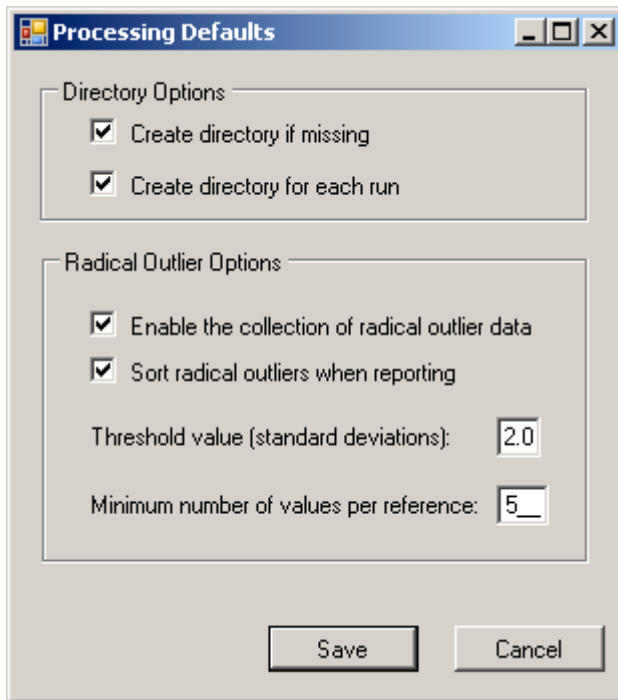 Processing Defaults
Directory Options
Create directory if missing
Create directory for each run
Radical Outlier Options
Enable the collection of radical outlier data
Sort radical outliers when reporting
Threshold value (standard deviations): 2.0
Minimum number of values per reference: 5__
Save Cancel